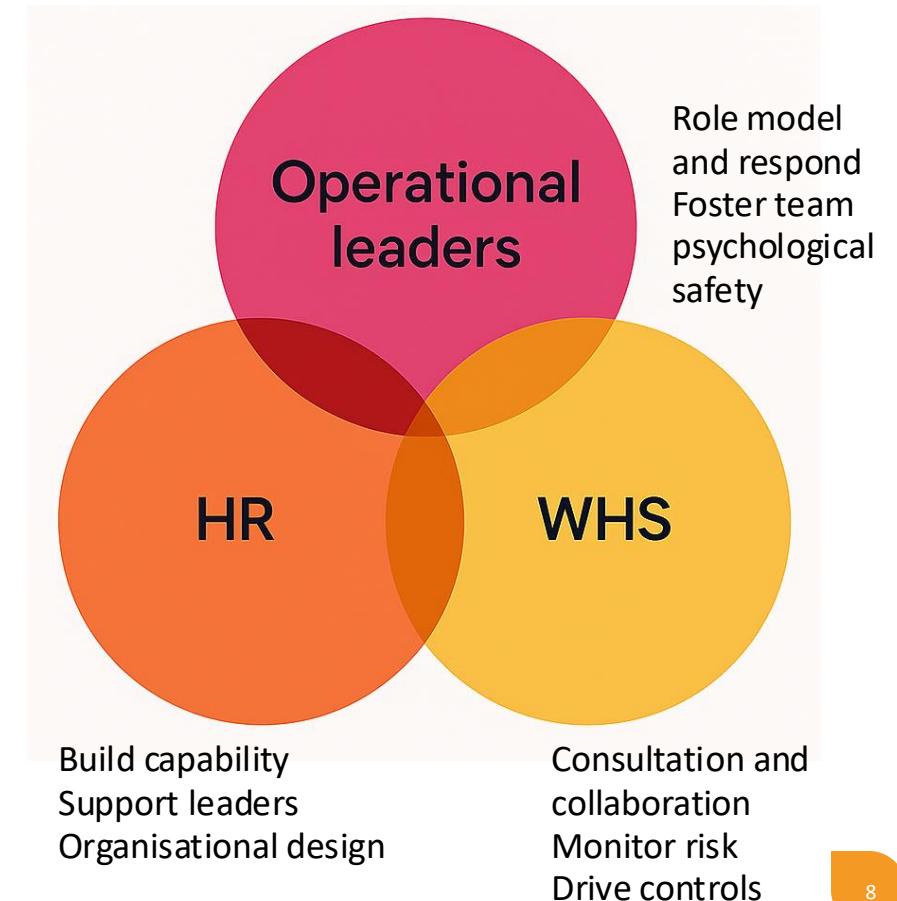 Operational
leaders
Role model
and respond
Foster team
psychological
safety
HR
WHS
Build capability
Support leaders
Organisational design
Consultation and
collaboration
Monitor risk
Drive controls
8